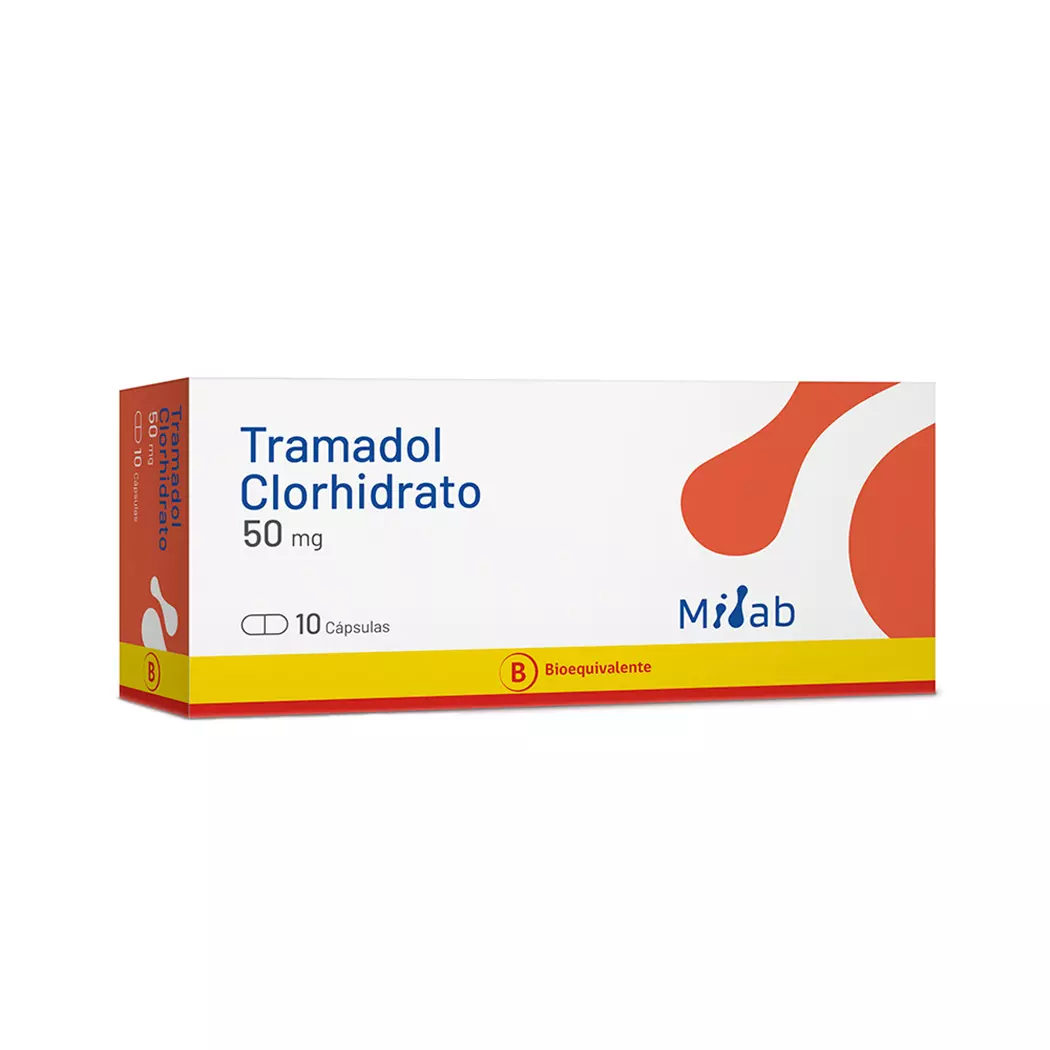 Tramadol
Clorhidrato
50 mg
10 Cápsulas
Milab
B Bioequivalente
Tramadol
Clorhidrato
50 mg
10 Cápsulas
B